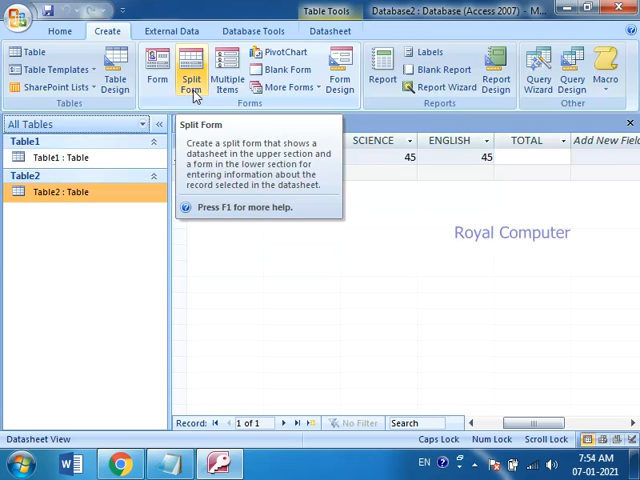 Table Tools
Database2 : Database (Access 2007) - M...
Home
Create
External Data
Database Tools
Datasheet
Table
Table Templates
SharePoint Lists
Table Design
Tables
Form
Split Form
Multiple Items
PivotChart
Blank Form
More Forms
Form Design
Forms
Report
Labels
Blank Report
Report Wizard
Report Design
Reports
Query Wizard
Query Design
Macro
Other
All Tables
Table1
Table1 : Table
Table2
Table2 : Table
Split Form
Create a split form that shows a
datasheet in the upper section and
a form in the lower section for
entering information about the
record selected in the datasheet.
Press F1 for more help.
SCIENCE
ENGLISH
TOTAL
Add New Field
45
45
Royal Computer
Record:
1 of 1
No Filter
Search
Datasheet View
Caps Lock
Num Lock
Scroll Lock
EN
7:54 AM
07-01-2021